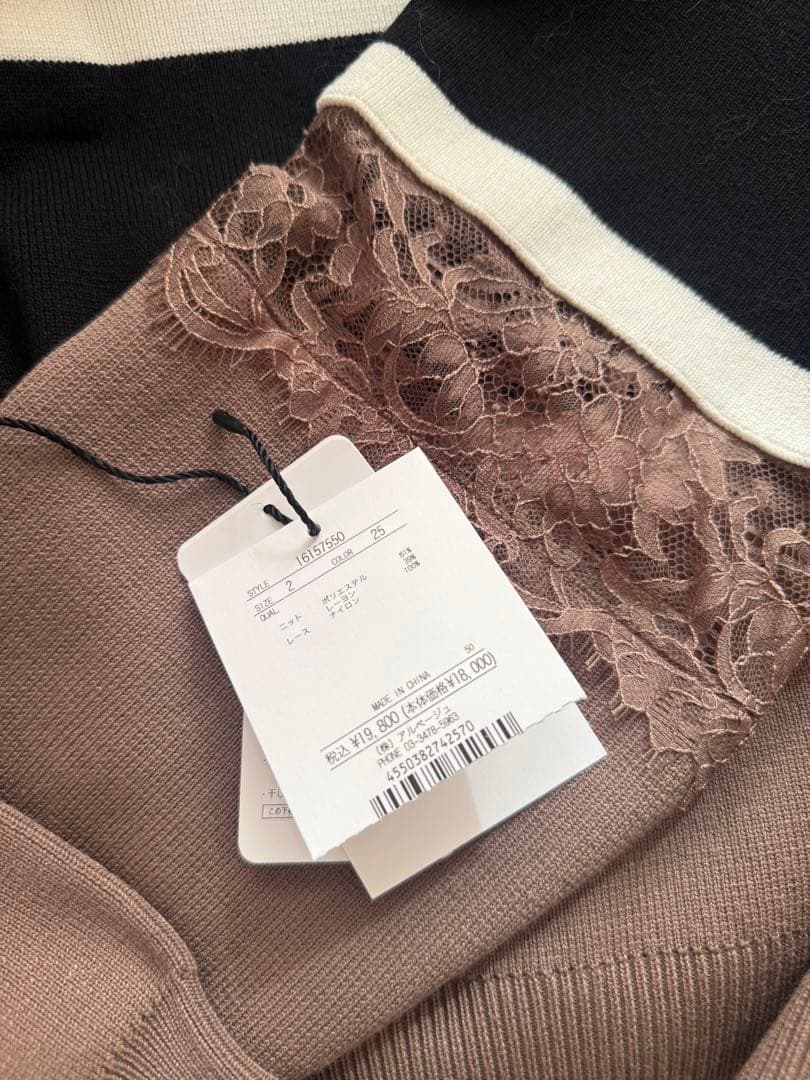 STYLE 16157550
SIZE 2 COLOR 25
QUAL
ニット ポリエステル 61%
レーヨン 39%
レース ナイロン 100%
50
MADE IN CHINA
税込 ¥19,800 (本体価格¥18,000)
(株) アルページュ
PHONE 03-3478-5963
4550382742570
・干し